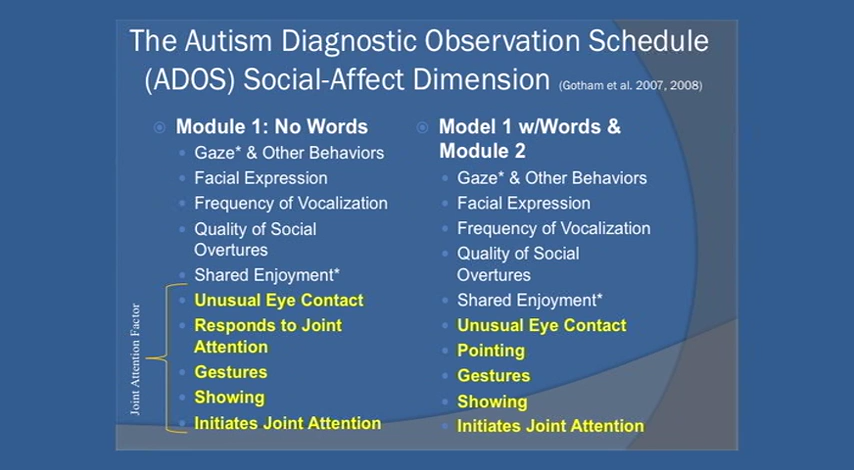 The Autism Diagnostic Observation Schedule
(ADOS) Social-Affect Dimension (Gotham et al. 2007, 2008)
Module 1: No Words
Gaze* & Other Behaviors
Facial Expression
Frequency of Vocalization
Quality of Social
Overtures
Shared Enjoyment*
Unusual Eye Contact
Responds to Joint
Attention
Gestures
Showing
Initiates Joint Attention
Joint Attention Factor
Model 1 w/Words &
Module 2
Gaze* & Other Behaviors
Facial Expression
Frequency of Vocalization
Quality of Social
Overtures
Shared Enjoyment*
Unusual Eye Contact
Pointing
Gestures
Showing
Initiates Joint Attention